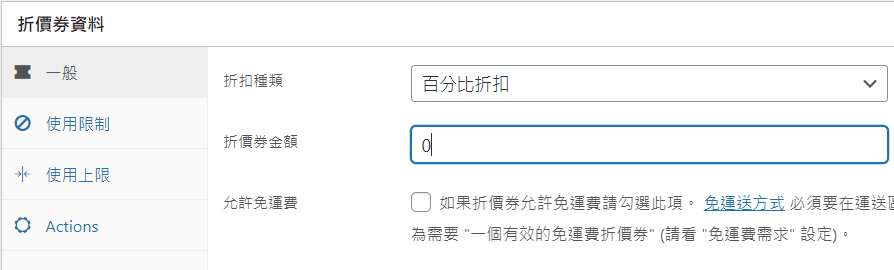 折價券資料
一般
使用限制
使用上限
Actions
折扣種類
百分比折扣
折價券金額
0
允許免運費
如果折價券允許免運費請勾選此項。 免運送方式 必須要在運送區
為需要 "一個有效的免運費折價券" (請看 "免運費需求" 設定)。